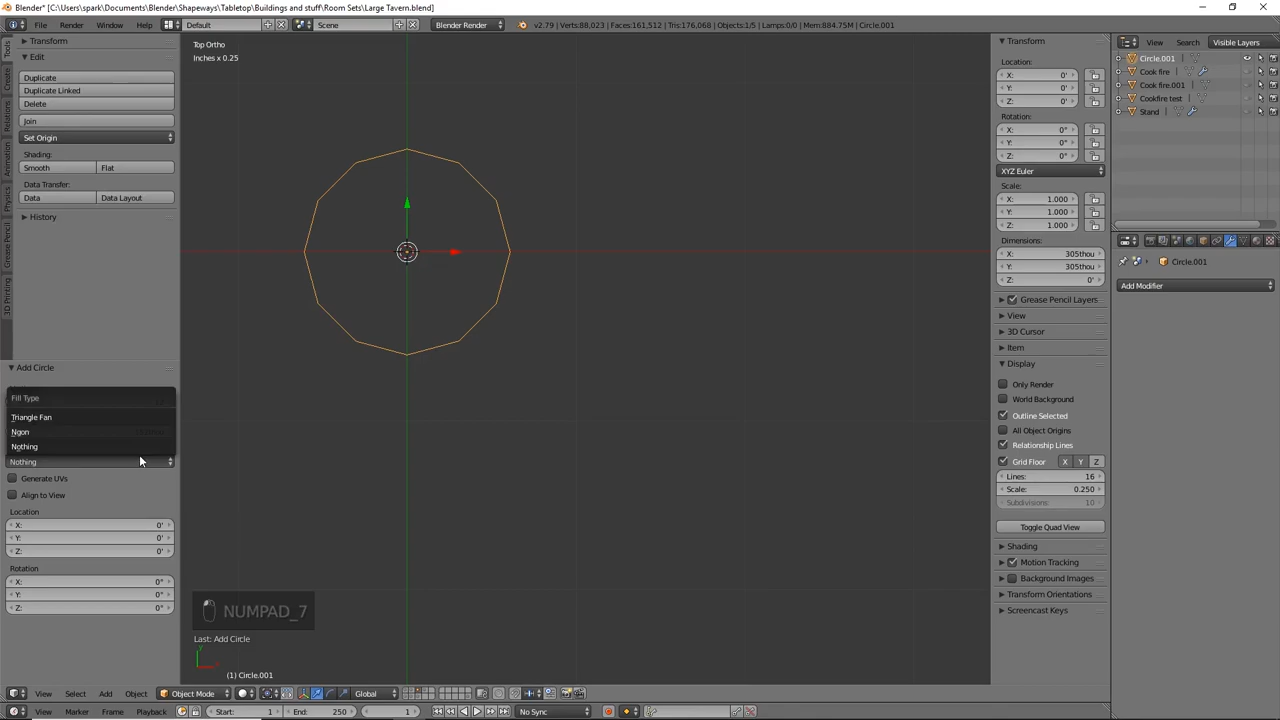 Blender* [C:\Users\spark\Documents\Blender\Shapeways\Tabletop\Buildings and stuff\Room Sets\Large Tavern.blend]
File Render Window Help Default Scene Blender Render v2.79 | Verts:88,023 | Faces:161,512 | Tris:176,068 | Objects:1/5 | Lamps:0/0 | Mem:884.75M | Circle.001
Tools
Create
Relations
Animation
Physics
Grease Pencil
3D Printing
Transform
Edit
Duplicate
Duplicate Linked
Delete
Join
Set Origin
Shading:
Smooth Flat
Data Transfer:
Data Data Layout
History
Add Circle
Fill Type
Triangle Fan
Ngon
Nothing
Nothing
Generate UVs
Align to View
Location
X: 0'
Y: 0'
Z: 0'
Rotation
X: 0°
Y: 0°
Z: 0°
Top Ortho
Inches x 0.25
NUMPAD_7
Last: Add Circle
Y
(1) Circle.001
Transform
Location:
X: 0'
Y: 0'
Z: 0'
Rotation:
X: 0°
Y: 0°
Z: 0°
XYZ Euler
Scale:
X: 1.000
Y: 1.000
Z: 1.000
Dimensions:
X: 305thou
Y: 305thou
Z: 0'
Grease Pencil Layers
View
3D Cursor
Item
Display
Only Render
World Background
Outline Selected
All Object Origins
Relationship Lines
Grid Floor X Y Z
Lines: 16
Scale: 0.250
Subdivisions: 10
Toggle Quad View
Shading
Motion Tracking
Background Images
Transform Orientations
Screencast Keys
View Search Visible Layers
Circle.001
Cook fire
Cook fire.001
Cookfire test
Stand
Circle.001
Add Modifier
View Select Add Object Object Mode Global
View Marker Frame Playback Start: 1 End: 250 1 No Sync